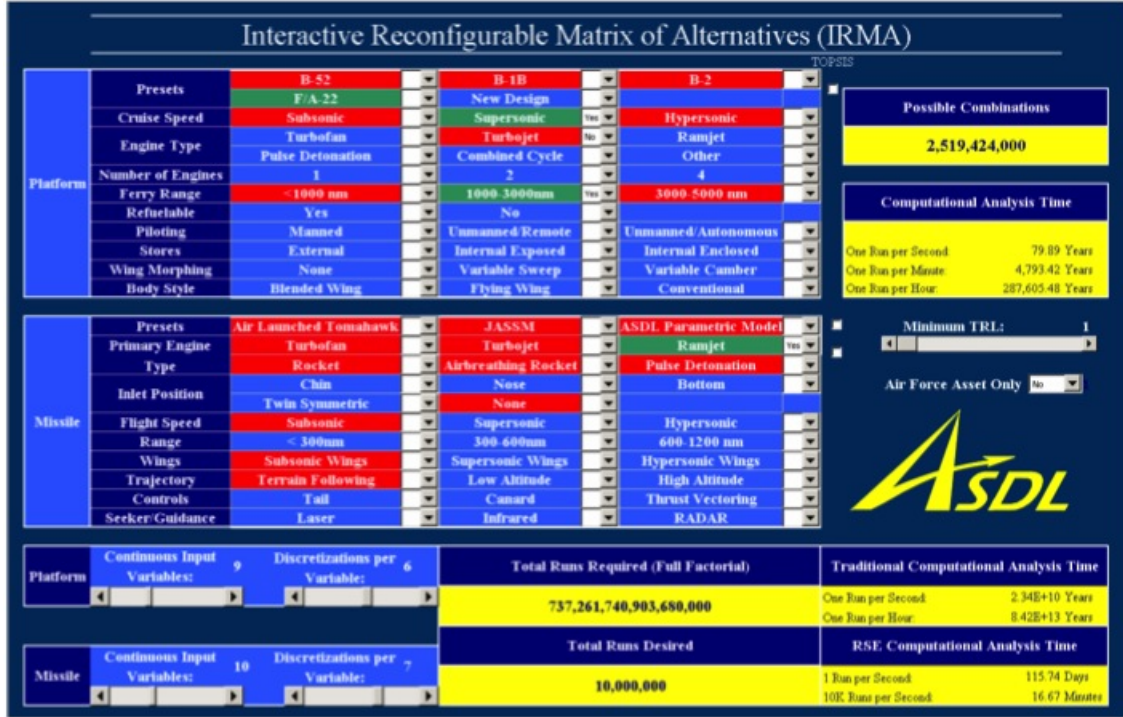 Interactive Reconfigurable Matrix of Alternatives (IRMA)
TOPSIS
Platform
Presets B-52 B-1B B-2
F/A-22 New Design
Cruise Speed Subsonic Supersonic Yes Hypersonic
Engine Type Turbofan Turbojet No Ramjet
Pulse Detonation Combined Cycle Other
Number of Engines 1 2 4
Ferry Range <1000 nm 1000-3000nm Yes 3000-5000 nm
Refuelable Yes No
Piloting Manned Unmanned/Remote Unmanned/Autonomous
Stores External Internal Exposed Internal Enclosed
Wing Morphing None Variable Sweep Variable Camber
Body Style Blended Wing Flying Wing Conventional
Possible Combinations
2,519,424,000
Computational Analysis Time
One Run per Second: 79.89 Years
One Run per Minute: 4,793.42 Years
One Run per Hour: 287,605.48 Years
Missile
Presets Air Launched Tomahawk JASSM ASDL Parametric Model
Primary Engine Turbofan Turbojet Ramjet Yes
Type Rocket Airbreathing Rocket Pulse Detonation
Inlet Position Chin Nose Bottom
Twin Symmetric None
Flight Speed Subsonic Supersonic Hypersonic
Range < 300nm 300-600nm 600-1200 nm
Wings Subsonic Wings Supersonic Wings Hypersonic Wings
Trajectory Terrain Following Low Altitude High Altitude
Controls Tail Canard Thrust Vectoring
Seeker/Guidance Laser Infrared RADAR
Minimum TRL: 1
Air Force Asset Only No
ASDL
Platform
Continuous Input Variables: 9
Discretizations per Variable: 6
Total Runs Required (Full Factorial)
737,261,740,903,680,000
Traditional Computational Analysis Time
One Run per Second: 2.34E+10 Years
One Run per Hour: 8.42E+13 Years
Missile
Continuous Input Variables: 10
Discretizations per Variable: 7
Total Runs Desired
10,000,000
RSE Computational Analysis Time
1 Run per Second: 115.74 Days
10K Runs per Second: 16.67 Minutes